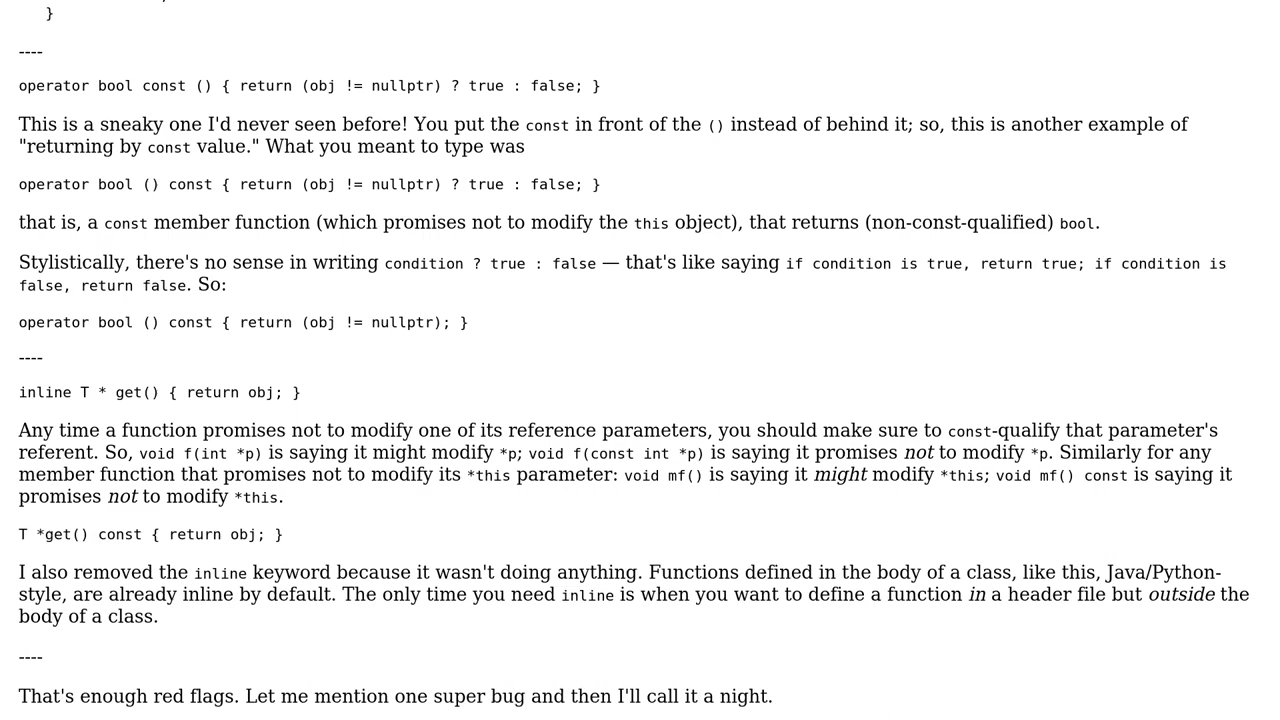 }
----
operator bool const () { return (obj != nullptr) ? true : false; }
This is a sneaky one I'd never seen before! You put the const in front of the () instead of behind it; so, this is another example of
"returning by const value." What you meant to type was
operator bool () const { return (obj != nullptr) ? true : false; }
that is, a const member function (which promises not to modify the this object), that returns (non-const-qualified) bool.
Stylistically, there's no sense in writing condition ? true : false — that's like saying if condition is true, return true; if condition is
false, return false. So:
operator bool () const { return (obj != nullptr); }
----
inline T * get() { return obj; }
Any time a function promises not to modify one of its reference parameters, you should make sure to const-qualify that parameter's
referent. So, void f(int *p) is saying it might modify *p; void f(const int *p) is saying it promises not to modify *p. Similarly for any
member function that promises not to modify its *this parameter: void mf() is saying it might modify *this; void mf() const is saying it
promises not to modify *this.
T *get() const { return obj; }
I also removed the inline keyword because it wasn't doing anything. Functions defined in the body of a class, like this, Java/Python-
style, are already inline by default. The only time you need inline is when you want to define a function in a header file but outside the
body of a class.
----
That's enough red flags. Let me mention one super bug and then I'll call it a night.